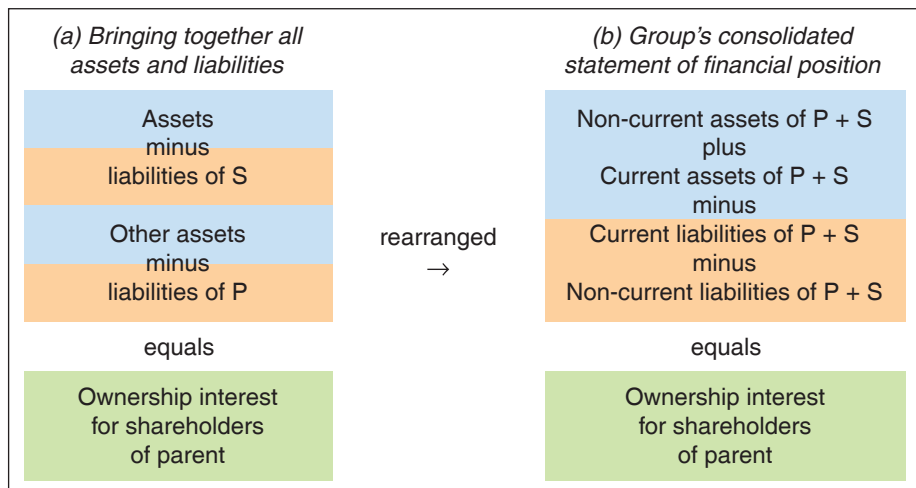 (a) Bringing together all
assets and liabilities
Assets
minus
liabilities of S
Other assets
minus
liabilities of P
equals
Ownership interest
for shareholders
of parent
rearranged
→
(b) Group’s consolidated
statement of financial position
Non-current assets of P + S
plus
Current assets of P + S
minus
Current liabilities of P + S
minus
Non-current liabilities of P + S
equals
Ownership interest
for shareholders
of parent